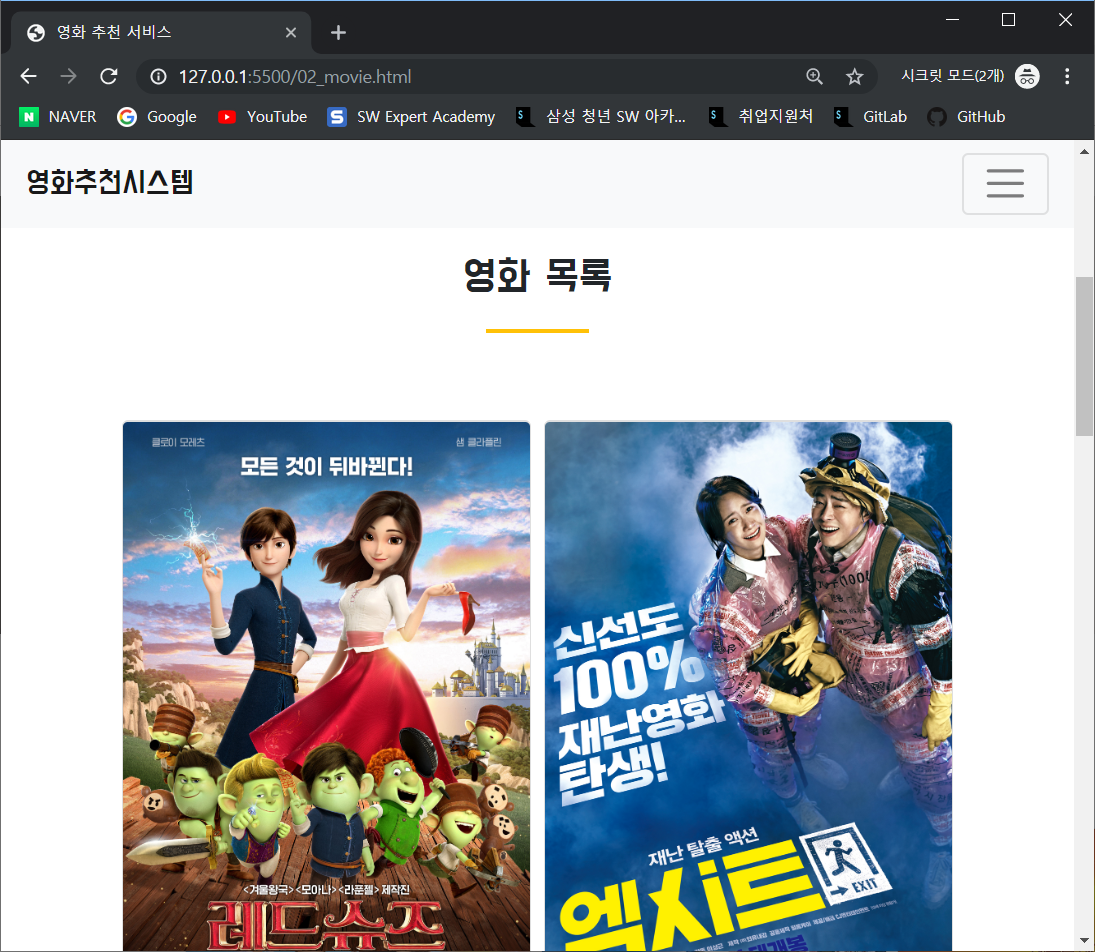 영화 추천 서비스
127.0.0.1:5500/02_movie.html
시크릿 모드(2개)
NAVER
Google
YouTube
SW Expert Academy
삼성 청년 SW 아카...
취업지원처
GitLab
GitHub
영화추천시스템
영화 목록
클로이 모레츠
샘 클라플린
모든 것이 뒤바뀐다!
<겨울왕국><모아나><라푼젤> 제작진
레드슈즈
신선도
100%
재난영화
탄생!
재난 탈출 액션
엑시트
EXIT